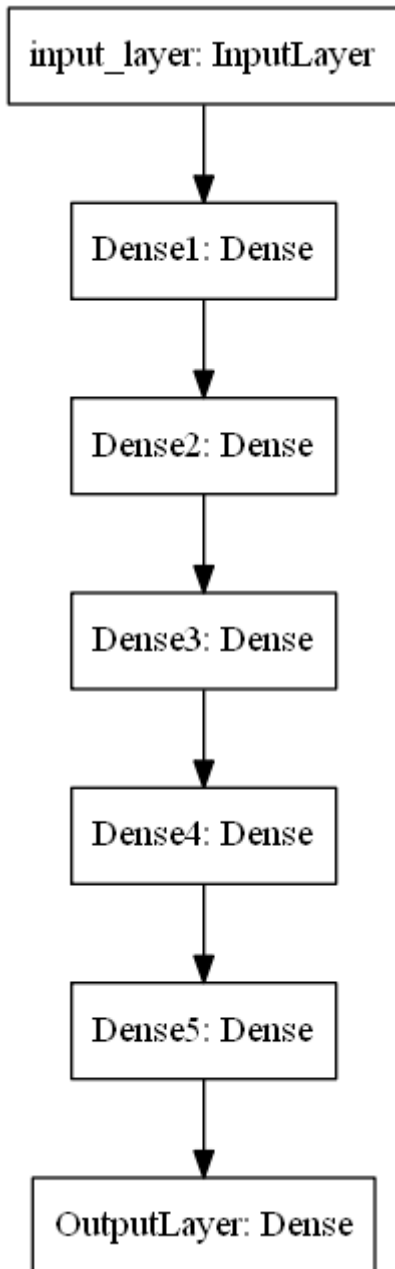 input_layer: InputLayer
Dense1: Dense
Dense2: Dense
Dense3: Dense
Dense4: Dense
Dense5: Dense
OutputLayer: Dense